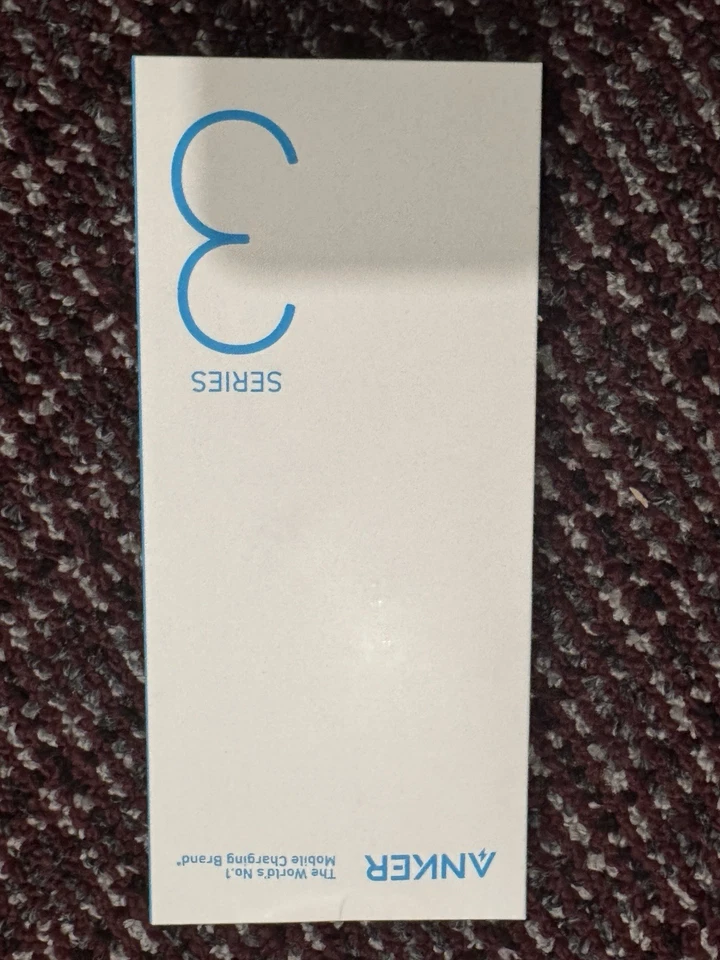 ANKER
The World's No.1
Mobile Charging Brand*
SERIES
3